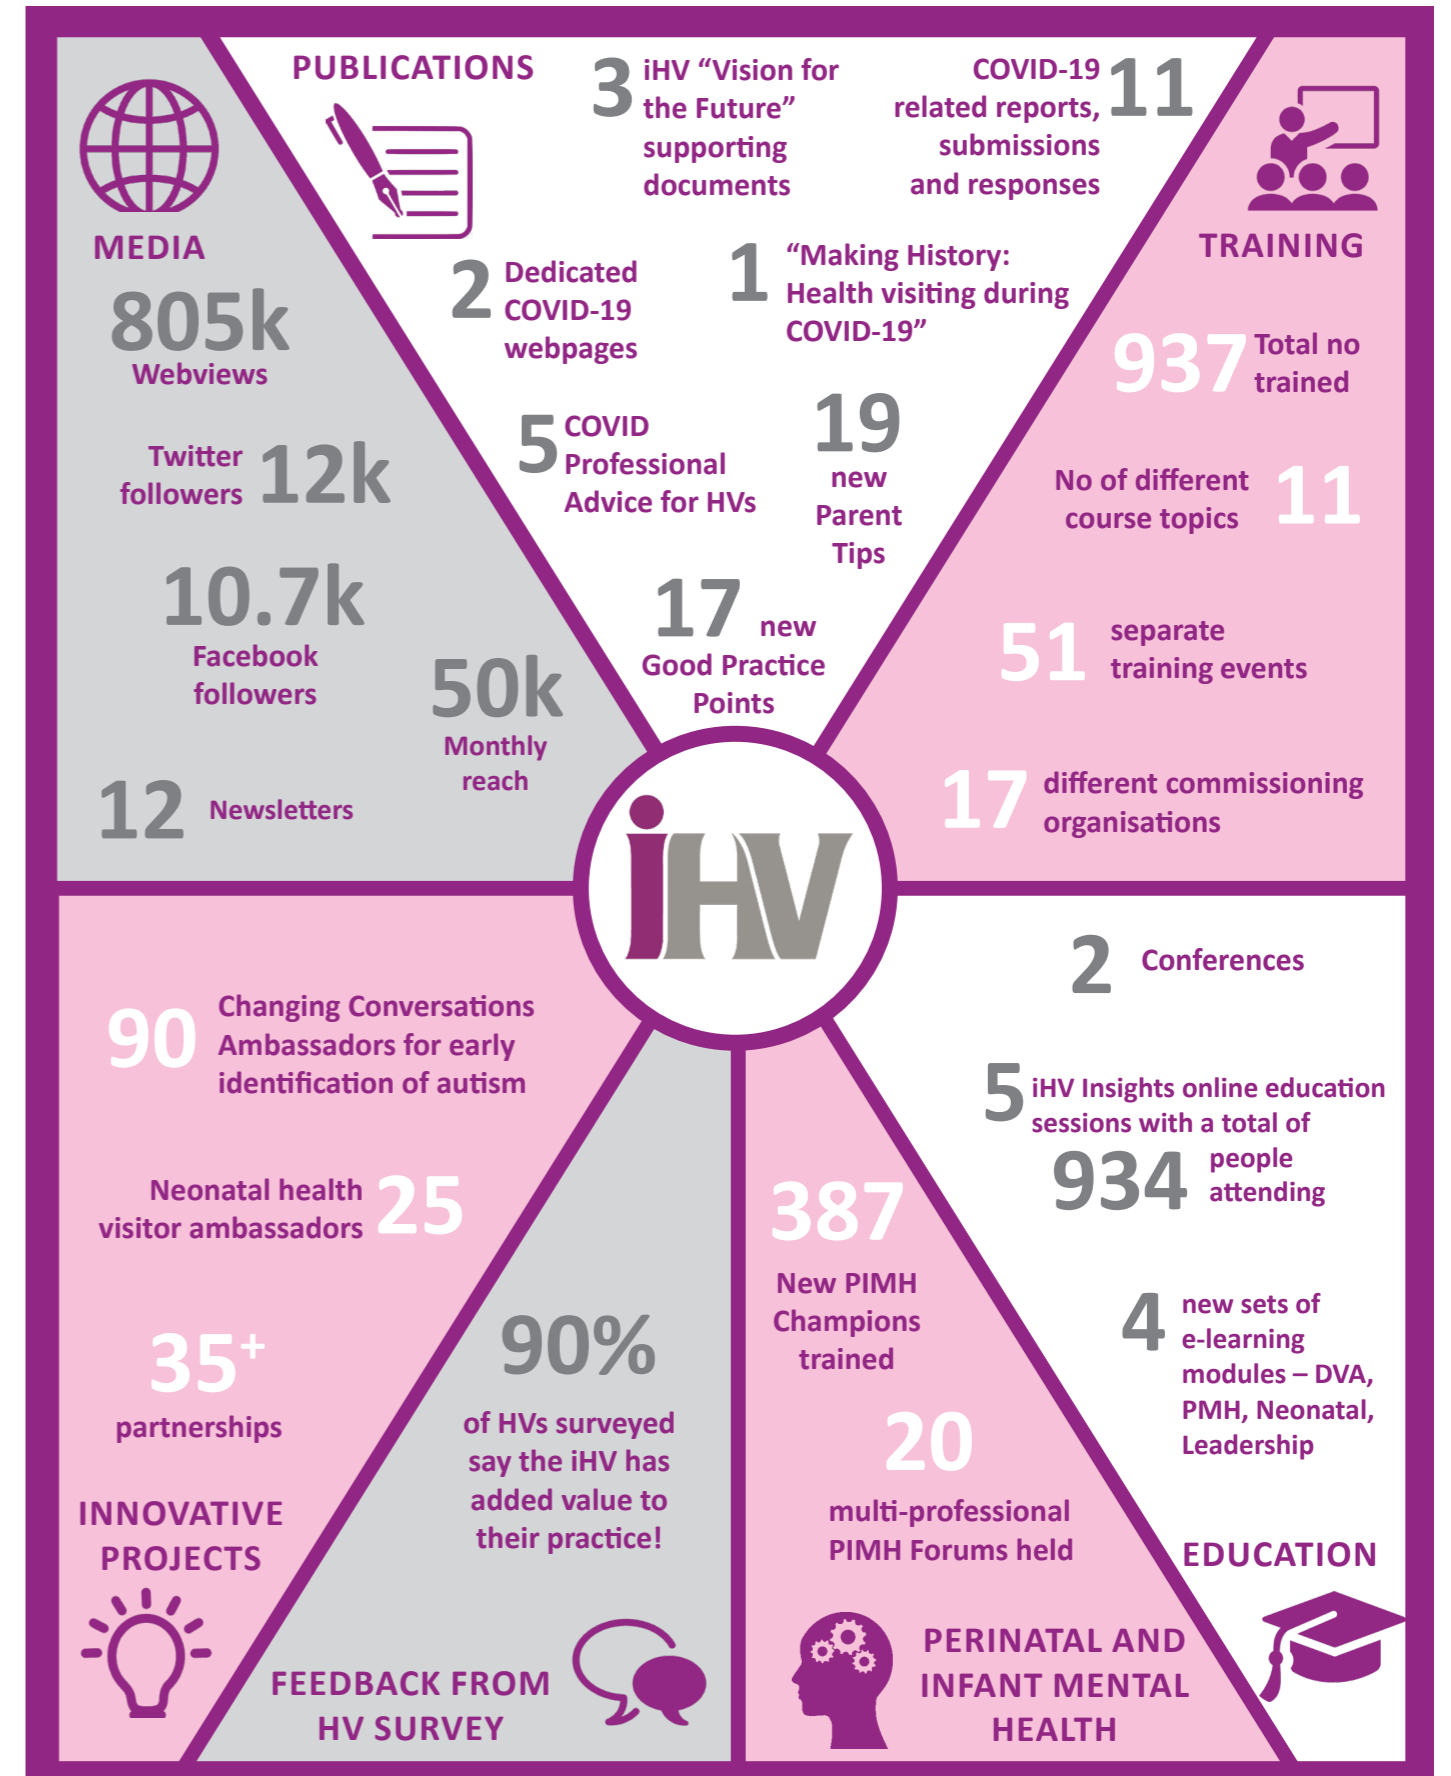 MEDIA
805k
Webviews
Twitter
followers
12k
10.7k
Facebook
followers
50k
Monthly
reach
12
Newsletters
PUBLICATIONS
3
iHV “Vision for
the Future”
supporting
documents
COVID-19
related reports,
submissions
and responses
11
2
Dedicated
COVID-19
webpages
1
“Making History:
Health visiting during
COVID-19”
5
COVID
Professional
Advice for HVs
19
new
Parent
Tips
17 new
Good Practice
Points
TRAINING
937
Total no
trained
No of different
course topics
11
51
separate
training events
17
different commissioning
organisations
iHV
90
Changing Conversations
Ambassadors for early
identification of autism
Neonatal health
visitor ambassadors
25
35+
partnerships
INNOVATIVE
PROJECTS
90%
of HVs surveyed
say the iHV has
added value to
their practice!
FEEDBACK FROM
HV SURVEY
387
New PIMH
Champions
trained
20
multi-professional
PIMH Forums held
PERINATAL AND
INFANT MENTAL
HEALTH
2
Conferences
5
iHV Insights online education
sessions with a total of
934
people
attending
4
new sets of
e-learning
modules – DVA,
PMH, Neonatal,
Leadership
EDUCATION